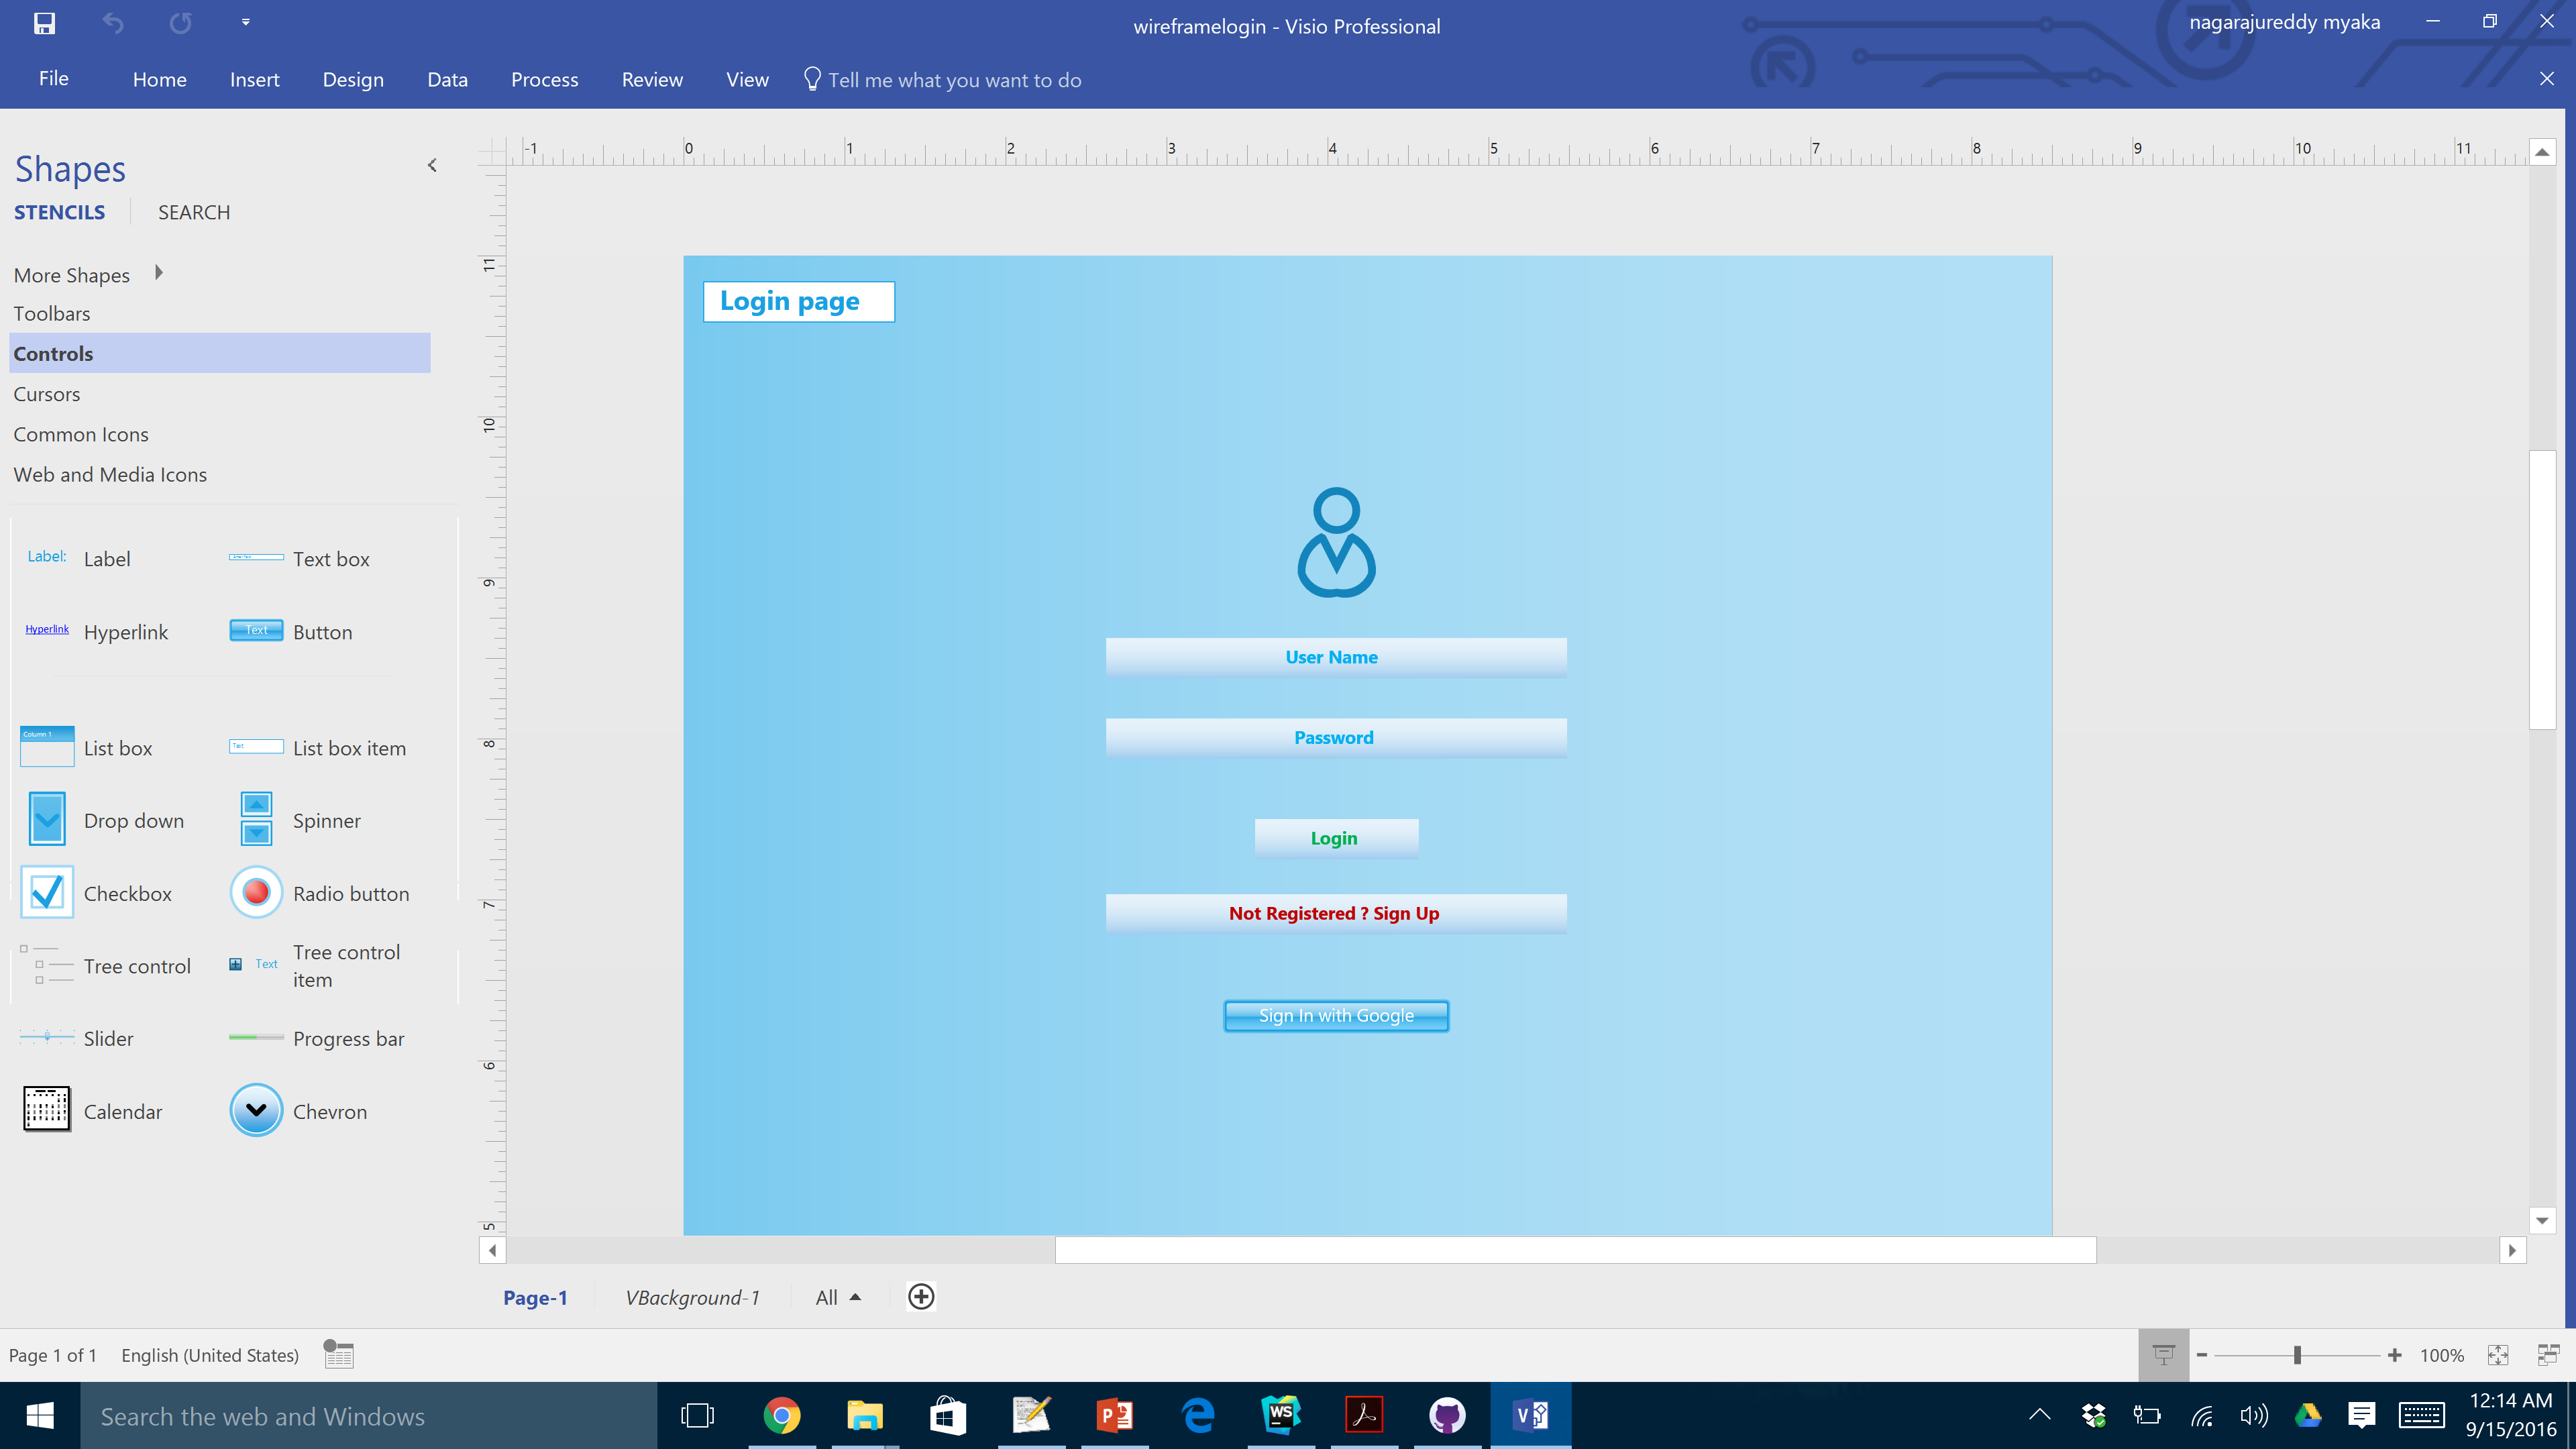 wireframelogin - Visio Professional
nagarajureddy myaka
File
Home
Insert
Design
Data
Process
Review
View
Tell me what you want to do
Shapes
STENCILS
SEARCH
More Shapes
Toolbars
Controls
Cursors
Common Icons
Web and Media Icons
Label: Label
Text box
Hyperlink Hyperlink
Text Button
Column 1 List box
Text List box item
Drop down
Spinner
Checkbox
Radio button
Tree control
Text Tree control
item
Slider
Progress bar
Calendar
Chevron
-1 0 1 2 3 4 5 6 7 8 9 10 11
11
10
9
8
7
6
5
Login page
User Name
Password
Login
Not Registered ? Sign Up
Sign In with Google
Page-1
VBackground-1
All
Page 1 of 1
English (United States)
100%
Search the web and Windows
P
WS
V
12:14 AM
9/15/2016